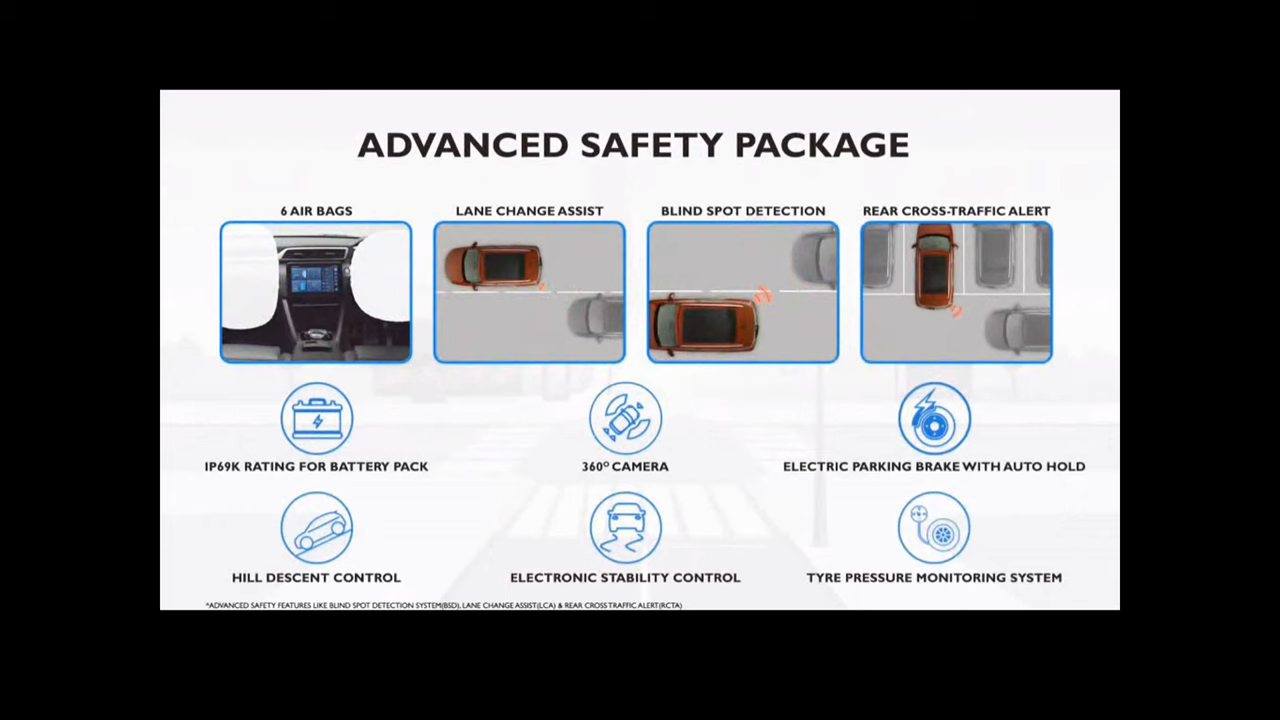 ADVANCED SAFETY PACKAGE
6 AIR BAGS
LANE CHANGE ASSIST
BLIND SPOT DETECTION
REAR CROSS-TRAFFIC ALERT
IP69K RATING FOR BATTERY PACK
360° CAMERA
ELECTRIC PARKING BRAKE WITH AUTO HOLD
HILL DESCENT CONTROL
ELECTRONIC STABILITY CONTROL
TYRE PRESSURE MONITORING SYSTEM
*ADVANCED SAFETY FEATURES LIKE BLIND SPOT DETECTION SYSTEM(BSD), LANE CHANGE ASSIST(LCA) & REAR CROSS TRAFFIC ALERT(RCTA)